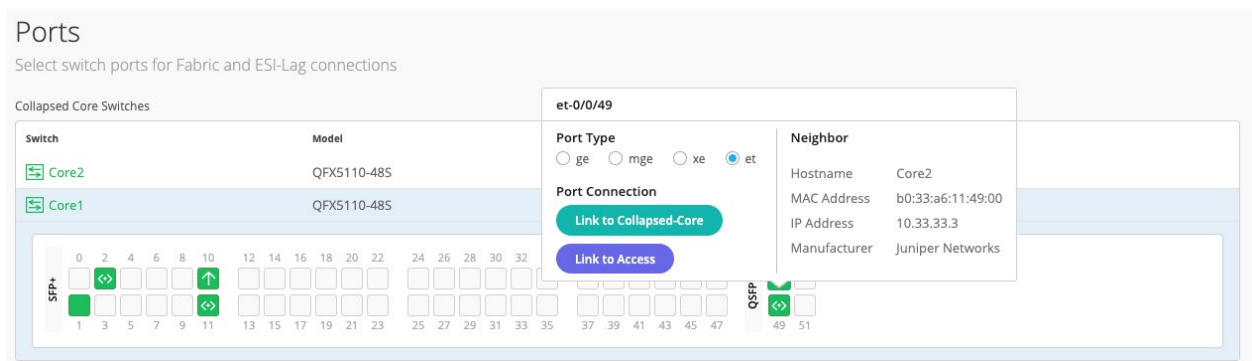 Ports
Select switch ports for Fabric and ESI-Lag connections
Collapsed Core Switches
Switch Model
Core2 QFX5110-48S
Core1 QFX5110-48S
et-0/0/49
Port Type
ge mge xe et
Port Connection
Link to Collapsed-Core
Link to Access
Neighbor
Hostname Core2
MAC Address b0:33:a6:11:49:00
IP Address 10.33.33.3
Manufacturer Juniper Networks
SFP+
0 2 4 6 8 10 12 14 16 18 20 22 24 26 28 30 32
1 3 5 7 9 11 13 15 17 19 21 23 25 27 29 31 33 35 37 39 41 43 45 47
QSFP
49 51